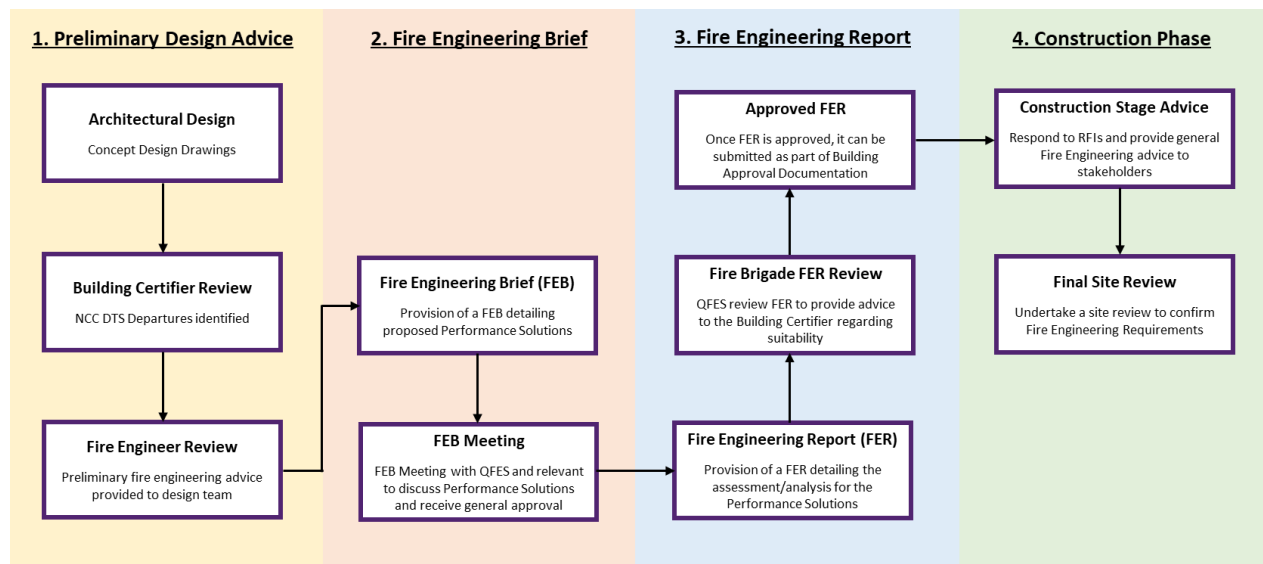 1. Preliminary Design Advice
Architectural Design
Concept Design Drawings
Building Certifier Review
NCC DTS Departures identified
Fire Engineer Review
Preliminary fire engineering advice
provided to design team
2. Fire Engineering Brief
Fire Engineering Brief (FEB)
Provision of a FEB detailing
proposed Performance Solutions
FEB Meeting
FEB Meeting with QFES and relevant
to discuss Performance Solutions
and receive general approval
3. Fire Engineering Report
Fire Engineering Report (FER)
Provision of a FER detailing the
assessment/analysis for the
Performance Solutions
Fire Brigade FER Review
QFES review FER to provide advice
to the Building Certifier regarding
suitability
Approved FER
Once FER is approved, it can be
submitted as part of Building
Approval Documentation
4. Construction Phase
Construction Stage Advice
Respond to RFIs and provide general
Fire Engineering advice to
stakeholders
Final Site Review
Undertake a site review to confirm
Fire Engineering Requirements